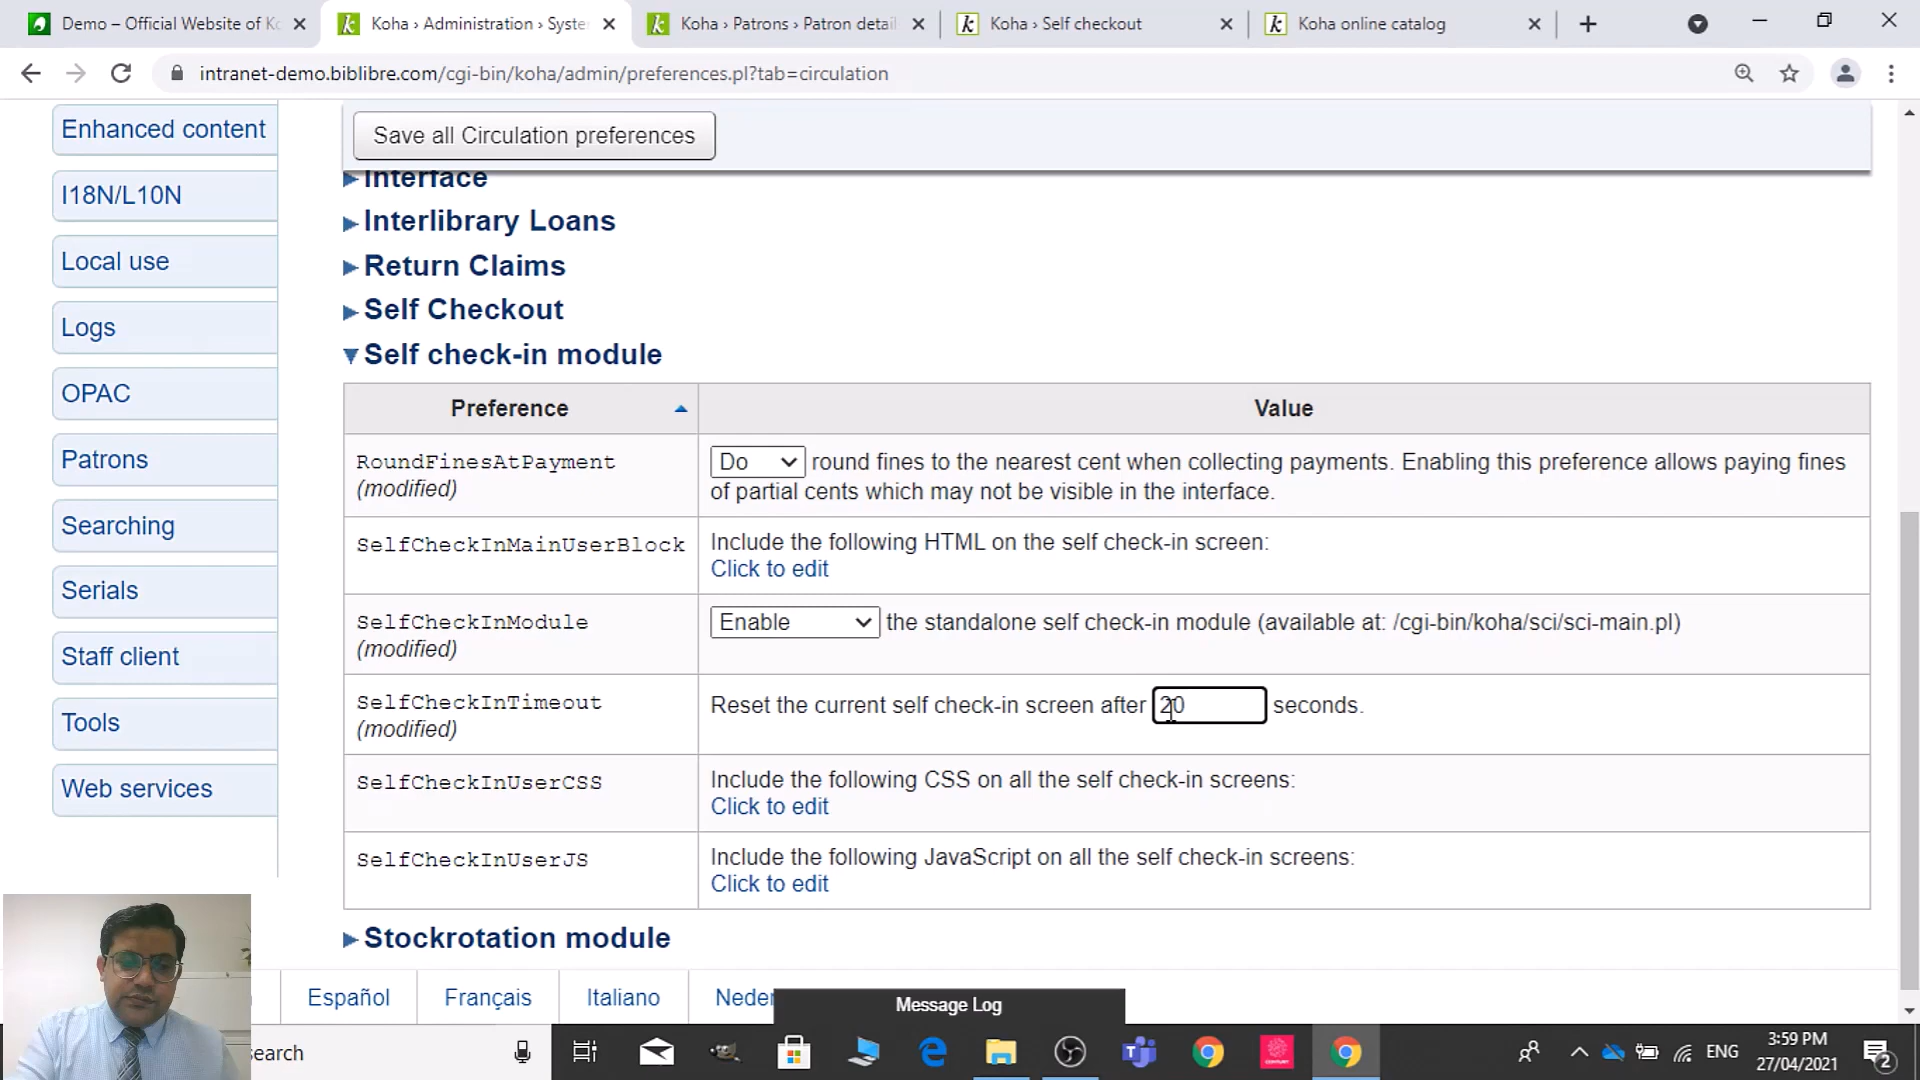 Demo – Official Website of Ko
Koha › Administration › Syste
Koha › Patrons › Patron detail
Koha › Self checkout
Koha online catalog
intranet-demo.biblibre.com/cgi-bin/koha/admin/preferences.pl?tab=circulation
Enhanced content
I18N/L10N
Local use
Logs
OPAC
Patrons
Searching
Serials
Staff client
Tools
Web services
Save all Circulation preferences
Interface
Interlibrary Loans
Return Claims
Self Checkout
Self check-in module
Preference Value
RoundFinesAtPayment
(modified)
Do round fines to the nearest cent when collecting payments. Enabling this preference allows paying fines
of partial cents which may not be visible in the interface.
SelfCheckInMainUserBlock
Include the following HTML on the self check-in screen:
Click to edit
SelfCheckInModule
(modified)
Enable the standalone self check-in module (available at: /cgi-bin/koha/sci/sci-main.pl)
SelfCheckInTimeout
(modified)
Reset the current self check-in screen after 20 seconds.
SelfCheckInUserCSS
Include the following CSS on all the self check-in screens:
Click to edit
SelfCheckInUserJS
Include the following JavaScript on all the self check-in screens:
Click to edit
Stockrotation module
Español
Français
Italiano
Neder
Message Log
search
ENG
3:59 PM
27/04/2021
2